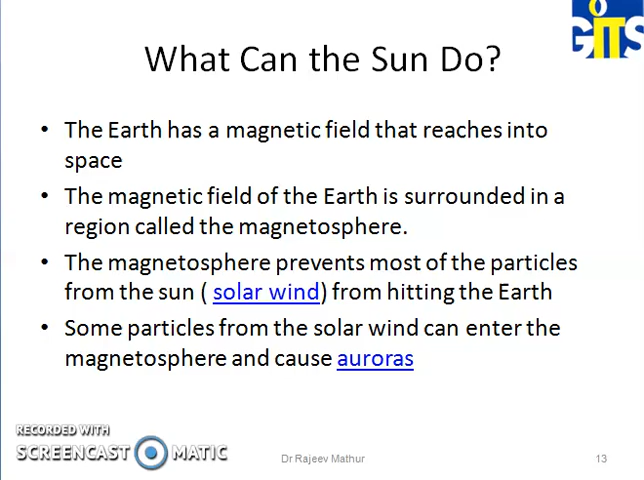 GITS
What Can the Sun Do?
• The Earth has a magnetic field that reaches into
space
• The magnetic field of the Earth is surrounded in a
region called the magnetosphere.
• The magnetosphere prevents most of the particles
from the sun ( solar wind) from hitting the Earth
• Some particles from the solar wind can enter the
magnetosphere and cause auroras
RECORDED WITH
SCREENCAST MATIC
Dr Rajeev Mathur
13